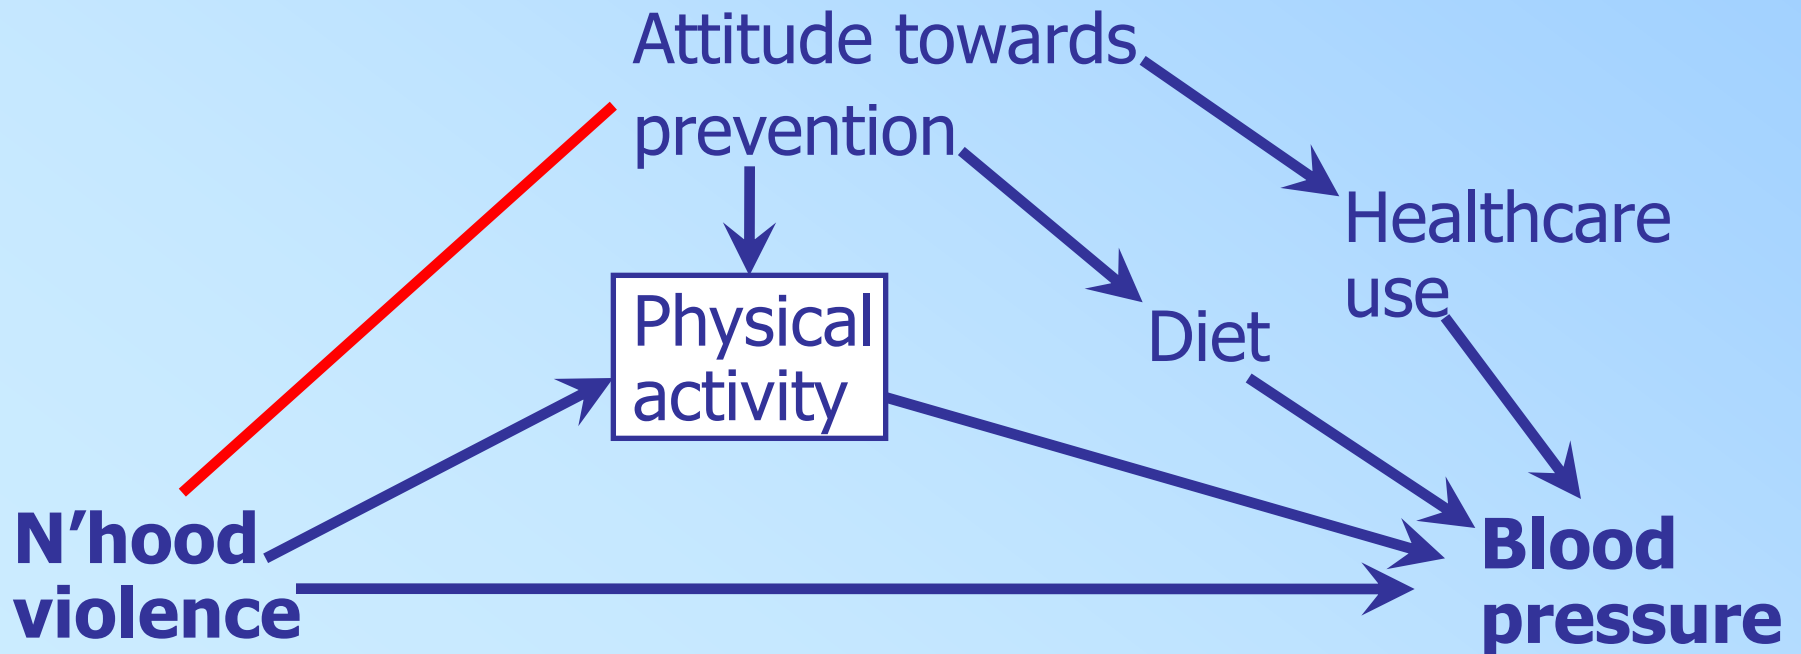 Attitude towards
prevention
Healthcare
use
Physical
activity
Diet
N’hood
violence
Blood
pressure